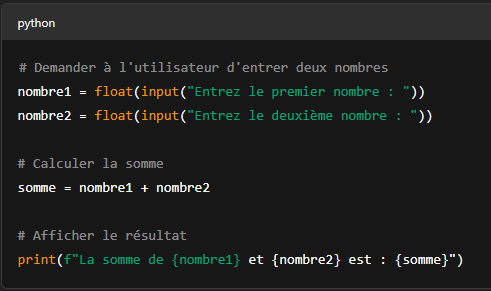 python
# Demander à l'utilisateur d'entrer deux nombres
nombre1 = float(input("Entrez le premier nombre : "))
nombre2 = float(input("Entrez le deuxième nombre : "))
# Calculer la somme
somme = nombre1 + nombre2
# Afficher le résultat
print(f"La somme de {nombre1} et {nombre2} est : {somme}")